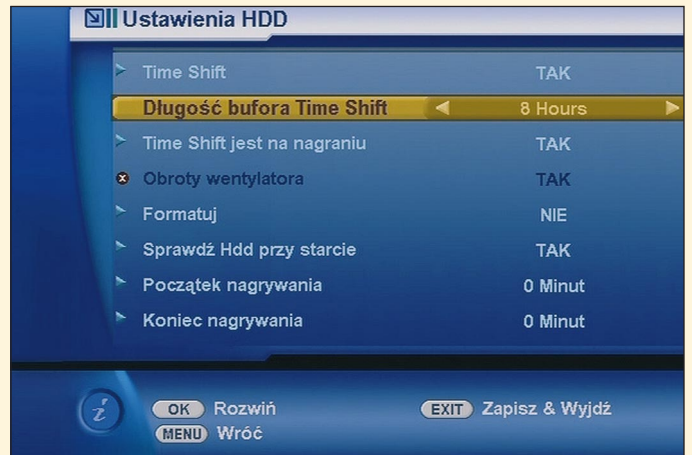 Ustawienia HDD
Time Shift TAK
Długość bufora Time Shift 8 Hours
Time Shift jest na nagraniu TAK
Obroty wentylatora TAK
Formatuj NIE
Sprawdź Hdd przy starcie TAK
Początek nagrywania 0 Minut
Koniec nagrywania 0 Minut
OK Rozwiń EXIT Zapisz & Wyjdź
MENU Wróć